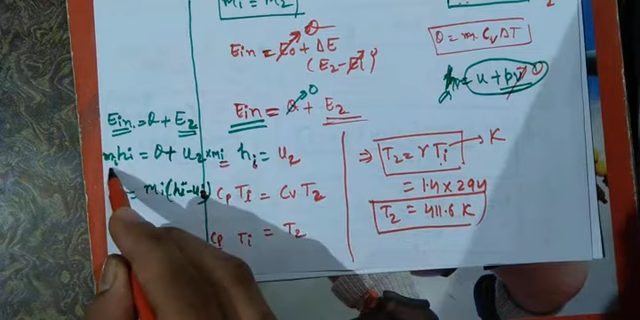 m₁ = m₂
Ein = E₀ + ΔE
(E₂-E₁)
Q = m. Cv ΔT
h = u + pv
Ein = Q + E₂
Ein = Q + E₂
mᵢhᵢ = Q + u₂ × mᵢ
= mᵢ(hᵢ-u₂)
hᵢ = u₂
Cp Tᵢ = Cv T₂
Cp Tᵢ = T₂
⇒ T₂ = γ Tᵢ → K
= 1.4 × 294
T₂ = 411.6 K